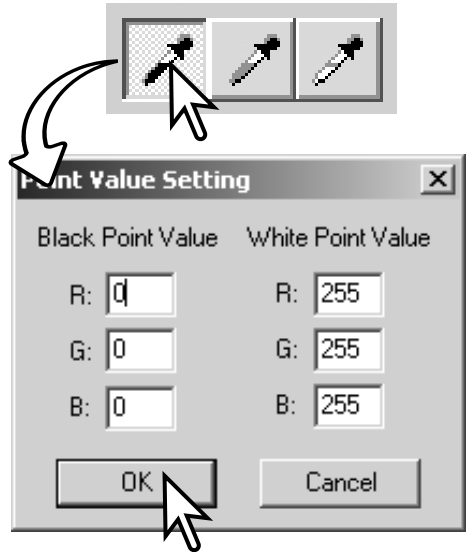 Point Value Setting
Black Point Value White Point Value
R: 0 R: 255
G: 0 G: 255
B: 0 B: 255
OK Cancel